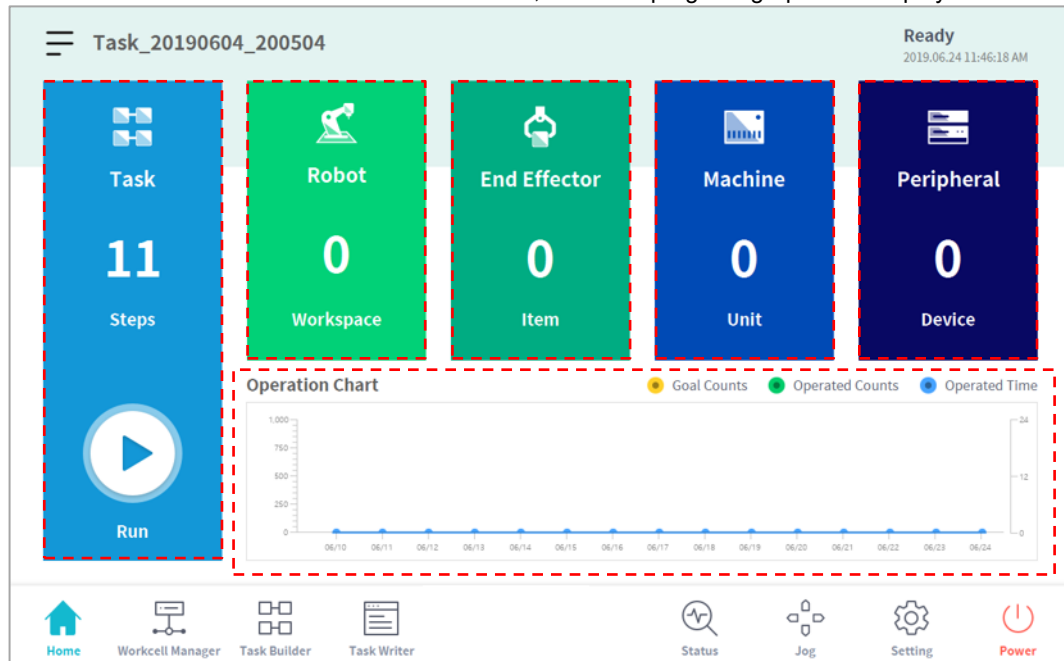 Task_20190604_200504
Ready
2019.06.24 11:46:18 AM
Task
11
Steps
Run
Robot
0
Workspace
End Effector
0
Item
Machine
0
Unit
Peripheral
0
Device
Operation Chart
Goal Counts
Operated Counts
Operated Time
1,000
750
500
250
0
24
12
0
06/10 06/11 06/12 06/13 06/14 06/15 06/16 06/17 06/18 06/19 06/20 06/21 06/22 06/23 06/24
Home
Workcell Manager
Task Builder
Task Writer
Status
Jog
Setting
Power